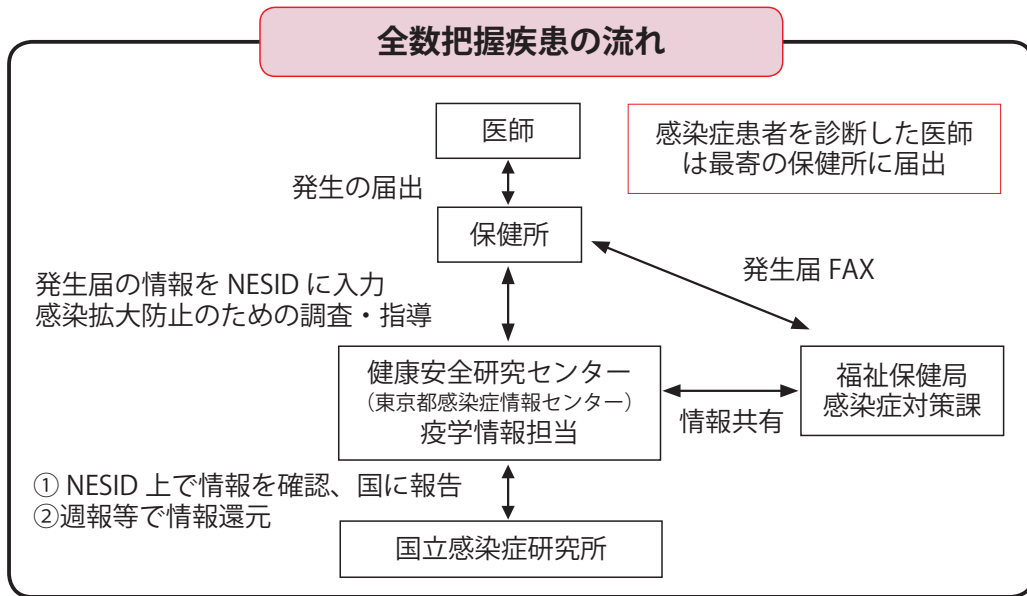 全数把握疾患の流れ
医師
感染症患者を診断した医師
は最寄の保健所に届出
発生の届出
保健所
発生届 FAX
発生届の情報を NESID に入力
感染拡大防止のための調査・指導
健康安全研究センター
（東京都感染症情報センター）
疫学情報担当
福祉保健局
感染症対策課
情報共有
① NESID 上で情報を確認、国に報告
②週報等で情報還元
国立感染症研究所